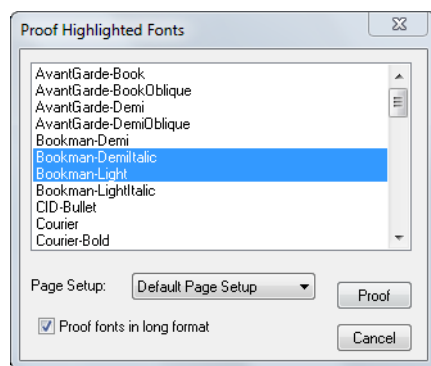 Proof Highlighted Fonts
AvantGarde-Book
AvantGarde-BookOblique
AvantGarde-Demi
AvantGarde-DemiOblique
Bookman-Demi
Bookman-DemiItalic
Bookman-Light
Bookman-LightItalic
CID-Bullet
Courier
Courier-Bold
Page Setup: Default Page Setup
Proof
Proof fonts in long format
Cancel